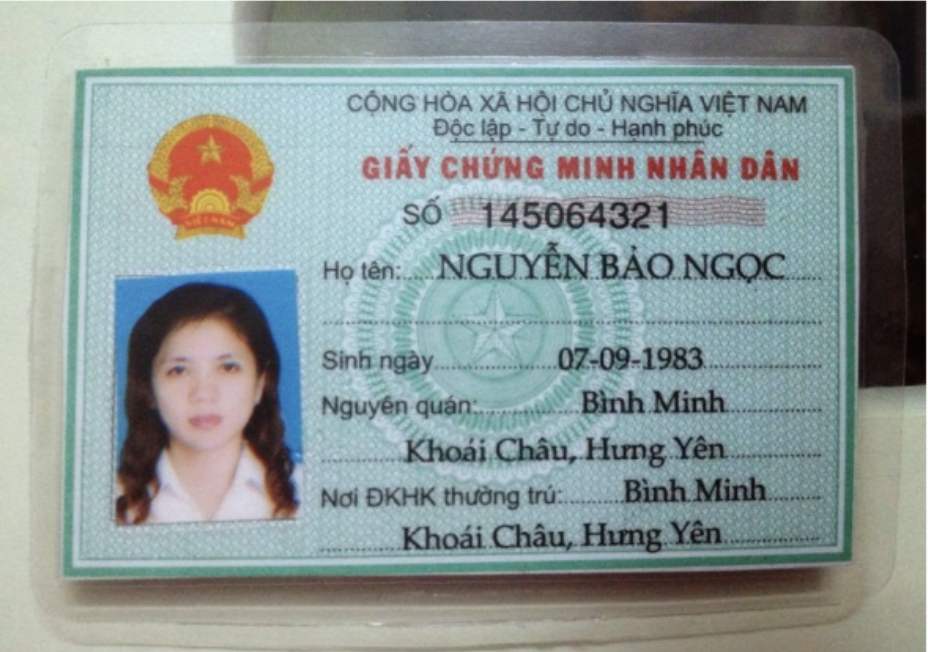 CỘNG HÒA XÃ HỘI CHỦ NGHĨA VIỆT NAM
Độc lập - Tự do - Hạnh phúc
GIẤY CHỨNG MINH NHÂN DÂN
SỐ 145064321
Họ tên: NGUYỄN BẢO NGỌC
Sinh ngày 07-09-1983
Nguyên quán: Bình Minh
Khoái Châu, Hưng Yên
Nơi ĐKHK thường trú: Bình Minh
Khoái Châu, Hưng Yên
VIỆT NAM